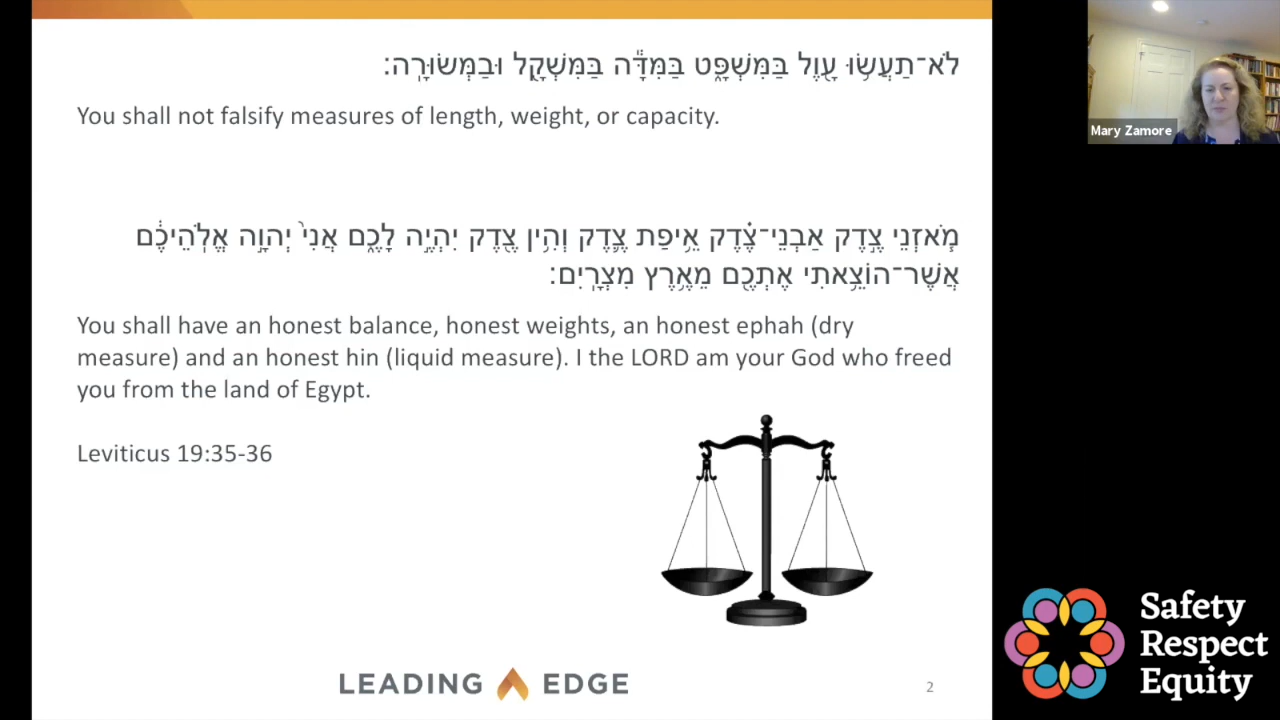 לֹא־תַעֲשׂ֥וּ עָ֖וֶל בַּמִּשְׁפָּ֑ט בַּמִּדָּ֕ה בַּמִּשְׁקָ֖ל וּבַמְּשׂוּרָֽה׃
You shall not falsify measures of length, weight, or capacity.
מֹ֧אזְנֵי צֶ֣דֶק אַבְנֵי־צֶ֗דֶק אֵ֥יפַת צֶ֛דֶק וְהִ֥ין צֶ֖דֶק יִהְיֶ֣ה לָכֶ֑ם אֲנִי֙ יְהוָ֣ה אֱלֹֽהֵיכֶ֔ם
אֲשֶׁר־הוֹצֵ֥אתִי אֶתְכֶ֖ם מֵאֶ֥רֶץ מִצְרָֽיִם׃
You shall have an honest balance, honest weights, an honest ephah (dry
measure) and an honest hin (liquid measure). I the LORD am your God who freed
you from the land of Egypt.
Leviticus 19:35-36
LEADING EDGE
2
Mary Zamore
Safety
Respect
Equity